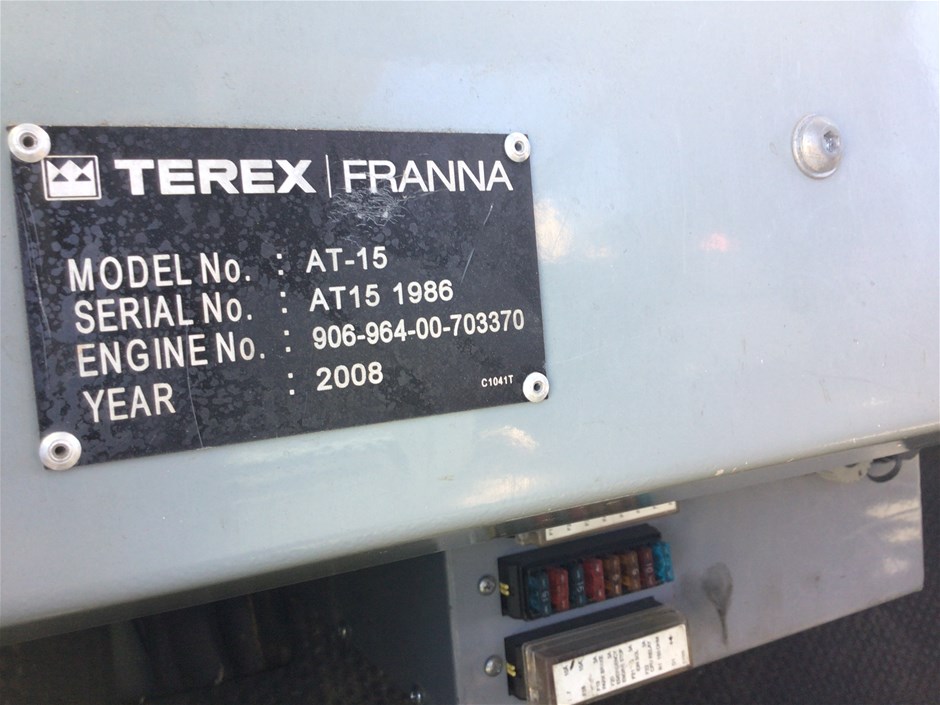 TEREX | FRANNA
MODEL No. : AT-15
SERIAL No. : AT15 1986
ENGINE No. : 906-964-00-703370
YEAR : 2008
C1041T